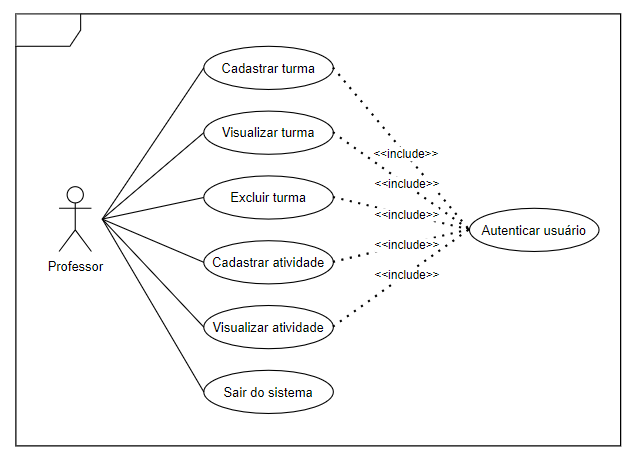 Cadastrar turma
Visualizar turma
Excluir turma
Cadastrar atividade
Visualizar atividade
Sair do sistema
<<include>>
<<include>>
<<include>>
<<include>>
<<include>>
Autenticar usuário
Professor